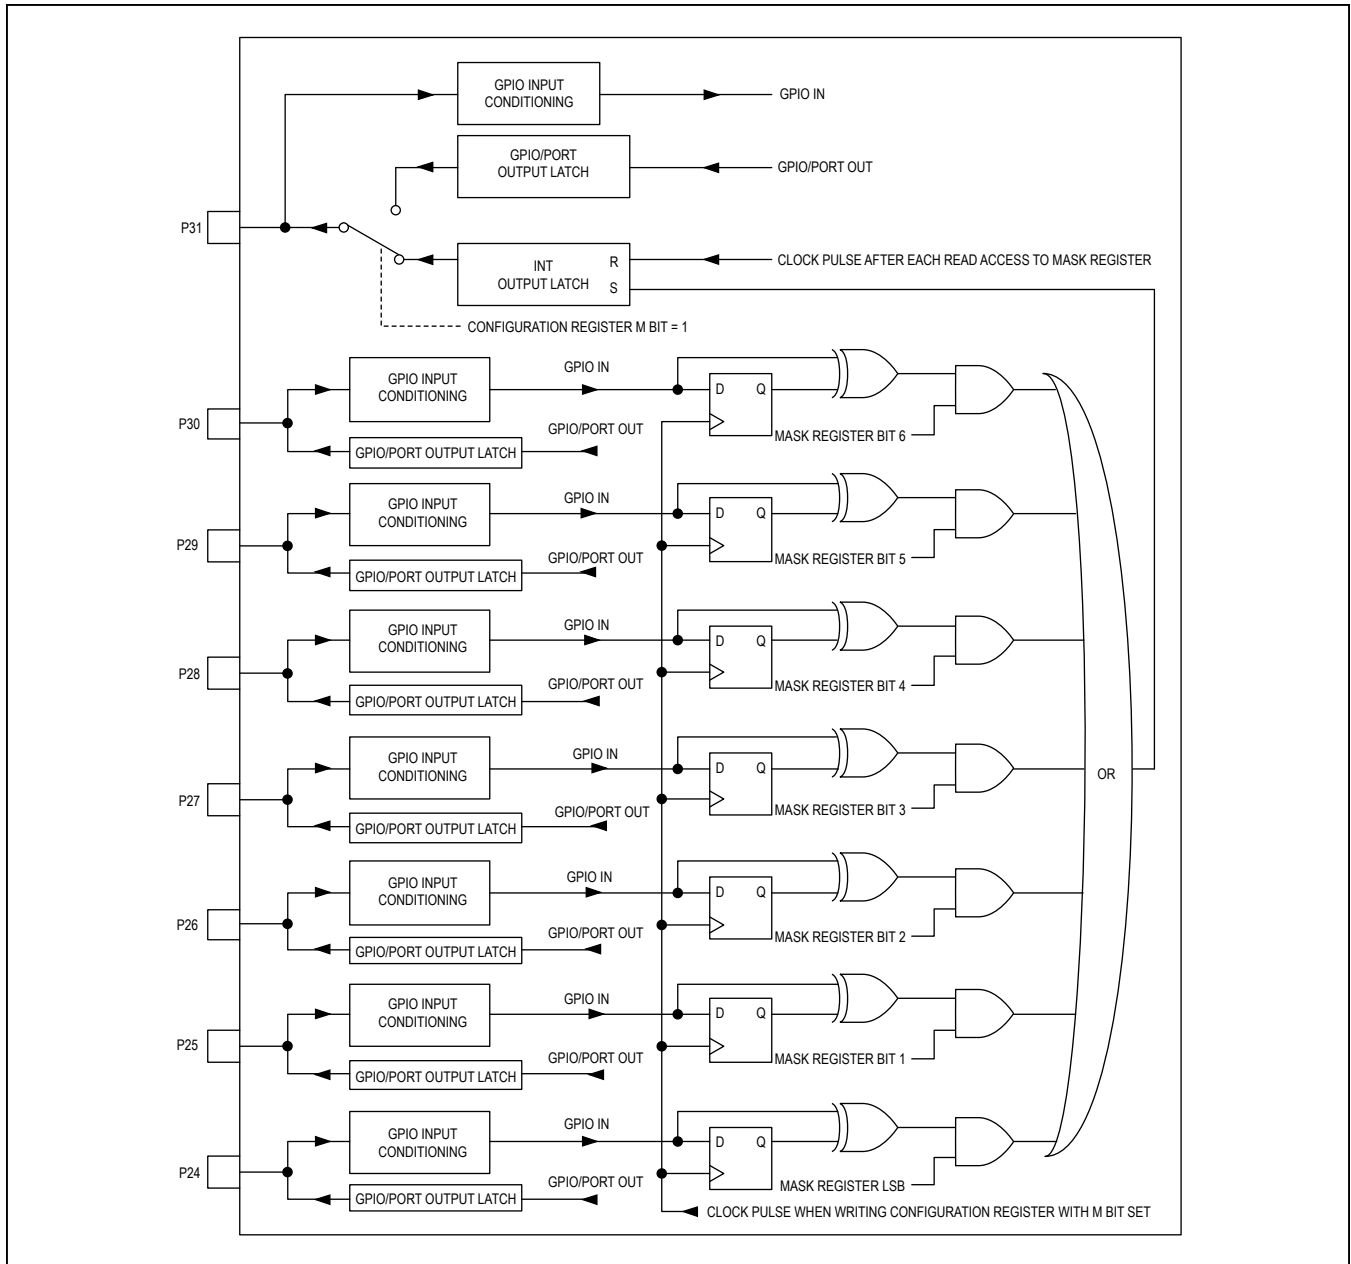 GPIO INPUT
CONDITIONING
GPIO IN
GPIO/PORT
OUTPUT LATCH
GPIO/PORT OUT
P31
INT
OUTPUT LATCH
R
S
CLOCK PULSE AFTER EACH READ ACCESS TO MASK REGISTER
CONFIGURATION REGISTER M BIT = 1
GPIO INPUT
CONDITIONING
GPIO IN
D Q
P30
GPIO/PORT OUT
MASK REGISTER BIT 6
GPIO/PORT OUTPUT LATCH
GPIO INPUT
CONDITIONING
GPIO IN
D Q
P29
GPIO/PORT OUT
MASK REGISTER BIT 5
GPIO/PORT OUTPUT LATCH
GPIO INPUT
CONDITIONING
GPIO IN
D Q
P28
GPIO/PORT OUT
MASK REGISTER BIT 4
GPIO/PORT OUTPUT LATCH
GPIO INPUT
CONDITIONING
GPIO IN
D Q
OR
P27
GPIO/PORT OUT
MASK REGISTER BIT 3
GPIO/PORT OUTPUT LATCH
GPIO INPUT
CONDITIONING
GPIO IN
D Q
P26
GPIO/PORT OUT
MASK REGISTER BIT 2
GPIO/PORT OUTPUT LATCH
GPIO INPUT
CONDITIONING
GPIO IN
D Q
P25
GPIO/PORT OUT
MASK REGISTER BIT 1
GPIO/PORT OUTPUT LATCH
GPIO INPUT
CONDITIONING
GPIO IN
D Q
P24
GPIO/PORT OUT
MASK REGISTER LSB
GPIO/PORT OUTPUT LATCH
CLOCK PULSE WHEN WRITING CONFIGURATION REGISTER WITH M BIT SET